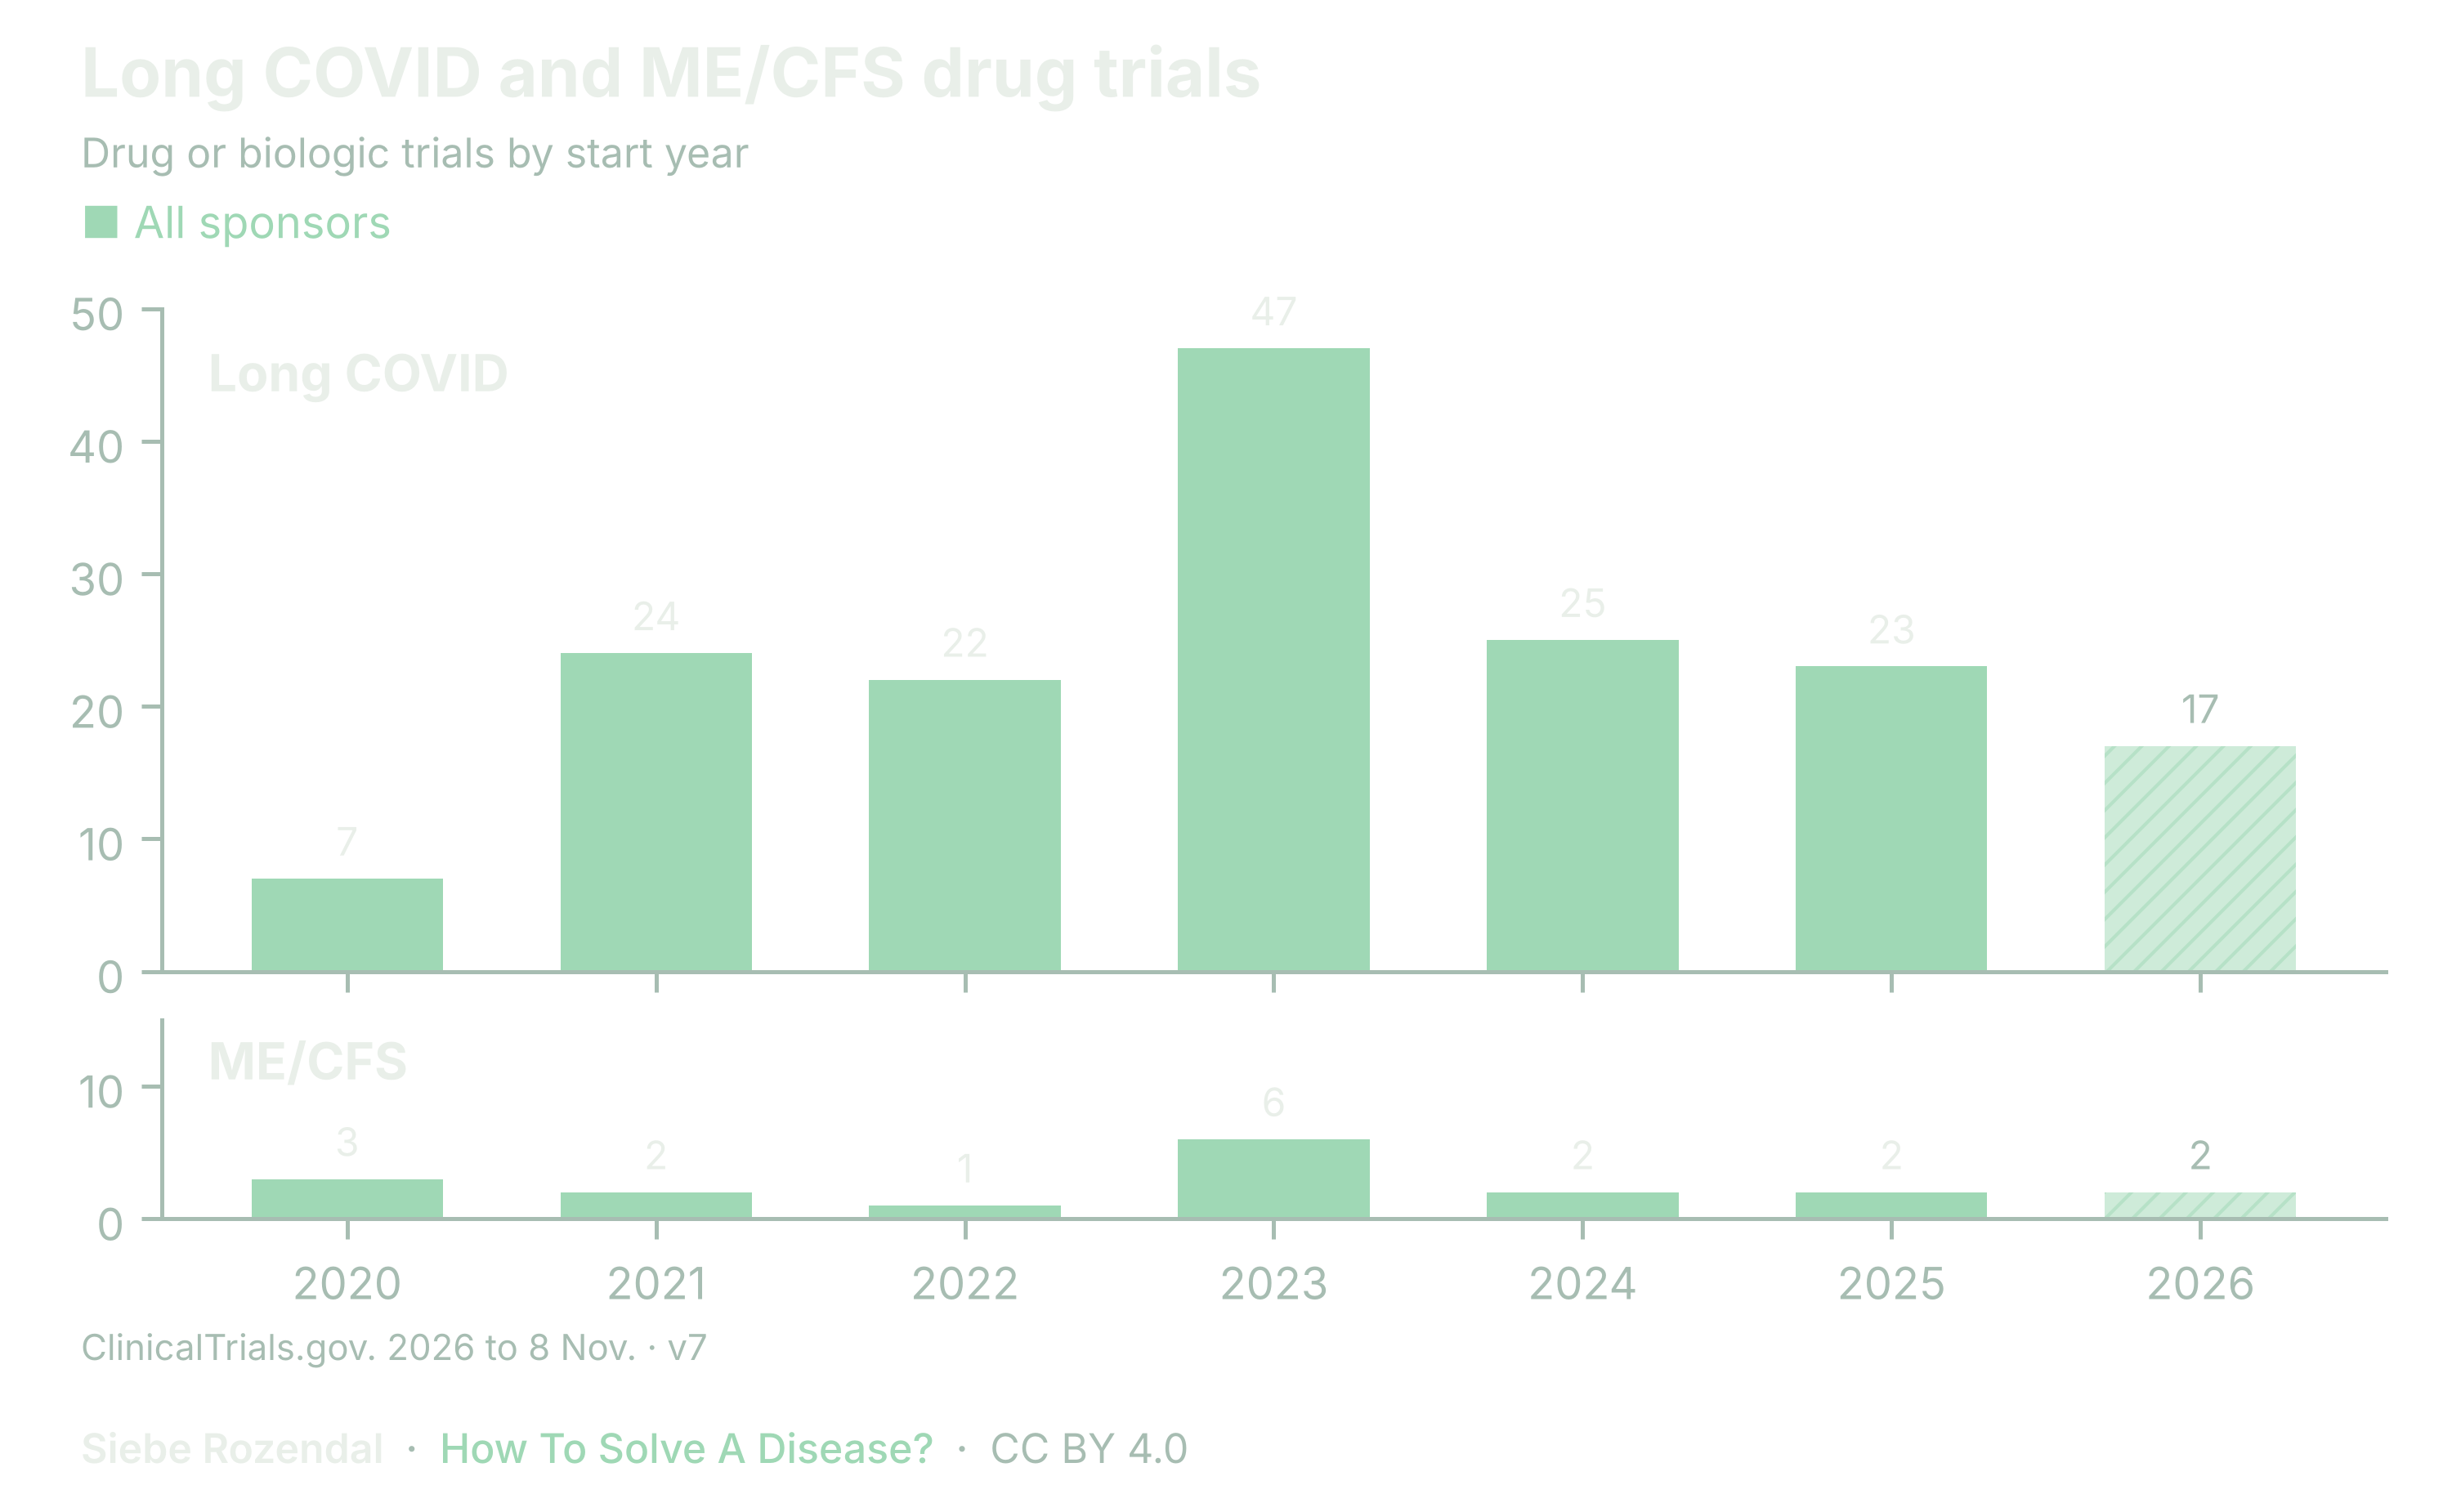 Long COVID and ME/CFS drug trials
Drug or biologic trials by start year
All sponsors
50
47
Long COVID
40
30
24
22
25
23
20
17
10
7
0
ME/CFS
10
3
2
1
6
2
2
2
0
2020 2021 2022 2023 2024 2025 2026
ClinicalTrials.gov. 2026 to 8 Nov. · v7
Siebe Rozendal · How To Solve A Disease? · CC BY 4.0